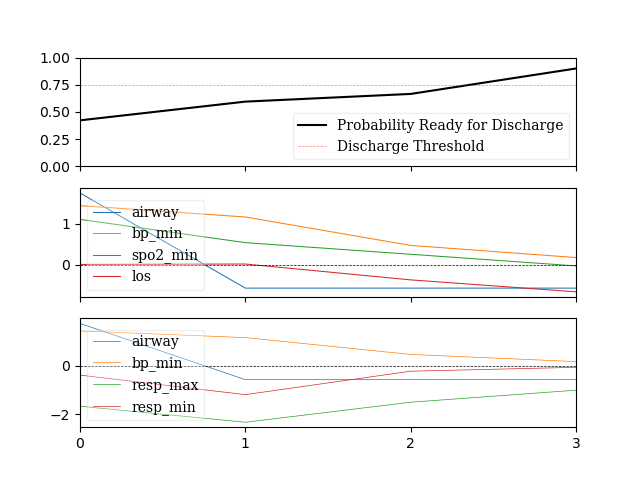 1.00
0.75
0.50
0.25
0.00
Probability Ready for Discharge
Discharge Threshold
1
0
airway
bp_min
spo2_min
los
0
−2
airway
bp_min
resp_max
resp_min
0
1
2
3